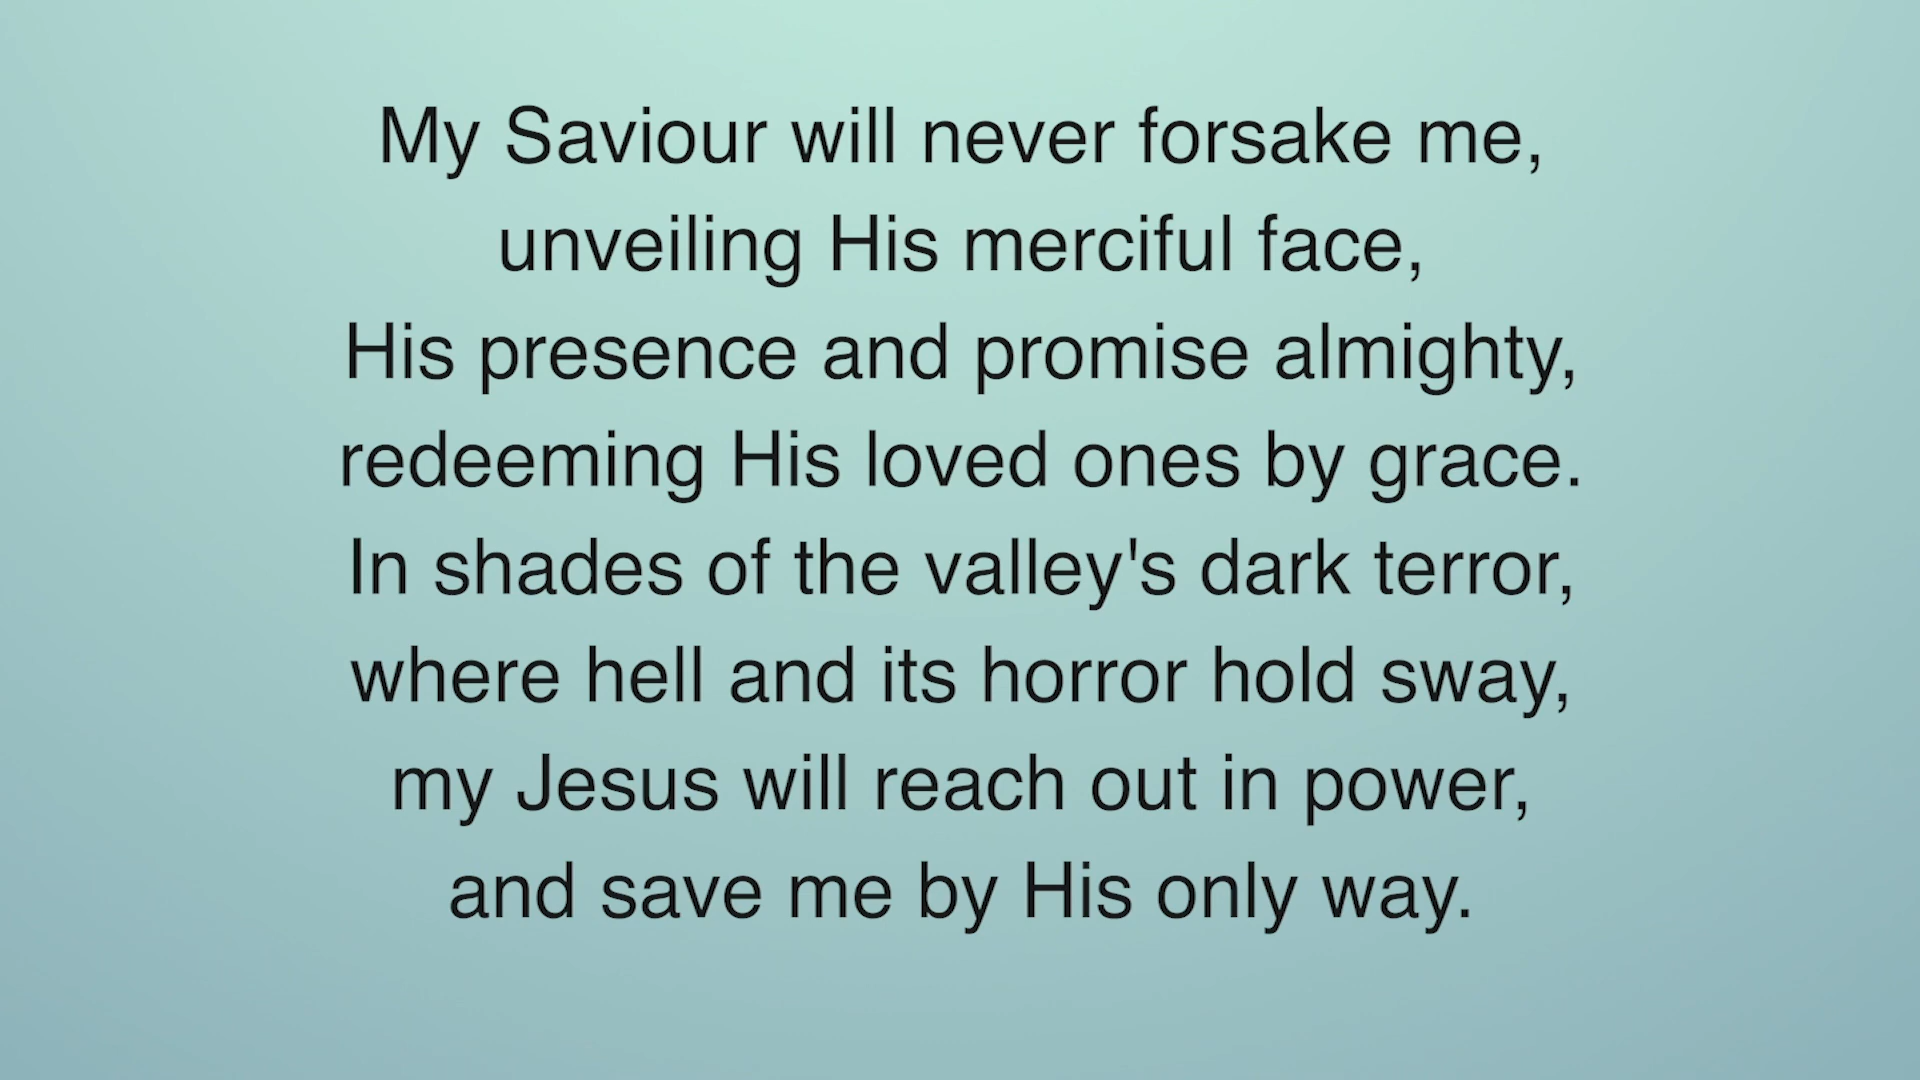 My Saviour will never forsake me,
unveiling His merciful face,
His presence and promise almighty,
redeeming His loved ones by grace.
In shades of the valley's dark terror,
where hell and its horror hold sway,
my Jesus will reach out in power,
and save me by His only way.